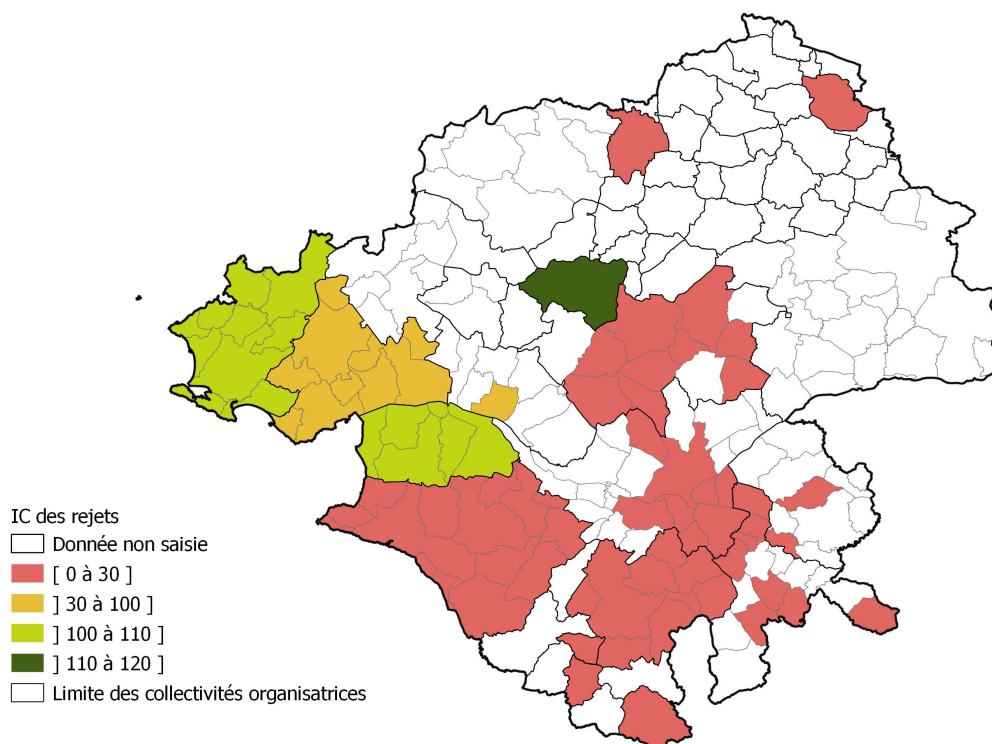 IC des rejets
Donnée non saisie
[ 0 à 30 ]
] 30 à 100 ]
] 100 à 110 ]
] 110 à 120 ]
Limite des collectivités organisatrices